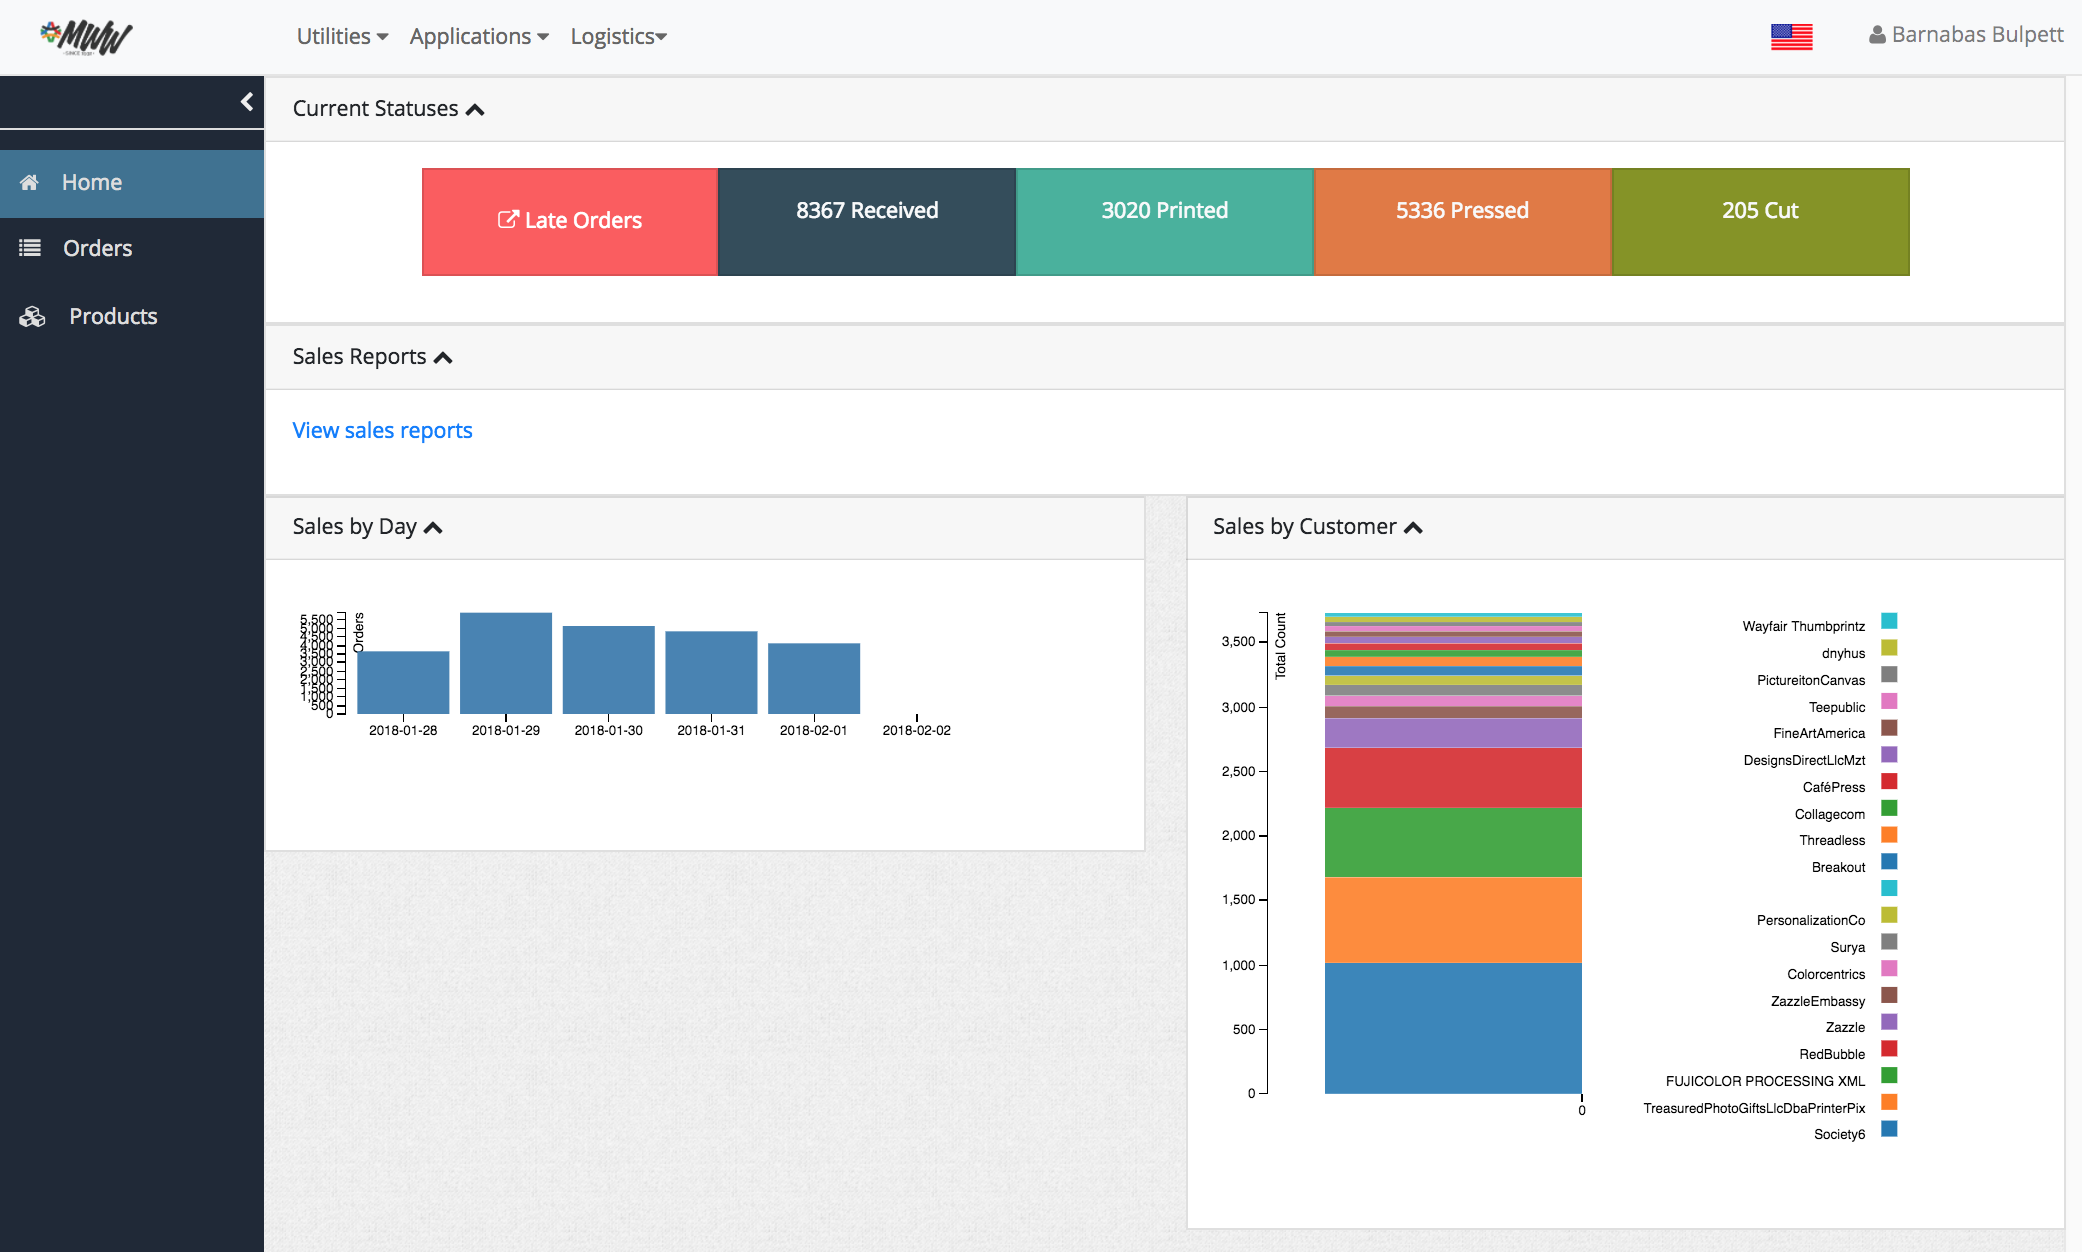 MWW
Utilities
Applications
Logistics
Barnabas Bulpett
Home
Orders
Products
Current Statuses
Late Orders
8367 Received
3020 Printed
5336 Pressed
205 Cut
Sales Reports
View sales reports
Sales by Day
5,500
5,000
4,500
4,000
3,500
3,000
2,500
2,000
1,500
1,000
500
0
Orders
2018-01-28
2018-01-29
2018-01-30
2018-01-31
2018-02-01
2018-02-02
Sales by Customer
3,500
3,000
2,500
2,000
1,500
1,000
500
0
Total Count
0
Wayfair Thumbprintz
dnyhus
PictureitonCanvas
Teepublic
FineArtAmerica
DesignsDirectLlcMzt
CaféPress
Collagecom
Threadless
Breakout
PersonalizationCo
Surya
Colorcentrics
ZazzleEmbassy
Zazzle
RedBubble
FUJICOLOR PROCESSING XML
TreasuredPhotoGiftsLlcDbaPrinterPix
Society6